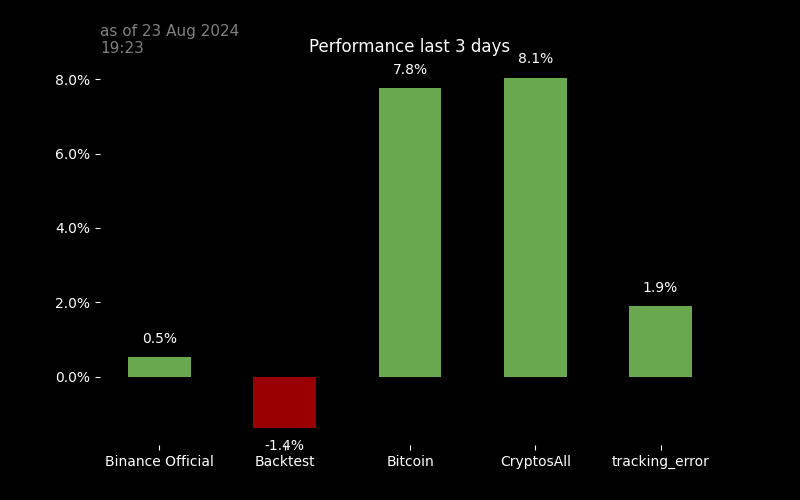 as of 23 Aug 2024
19:23
Performance last 3 days
8.0%
6.0%
4.0%
2.0%
0.0%
0.5%
-1.4%
7.8%
8.1%
1.9%
Binance Official
Backtest
Bitcoin
CryptosAll
tracking_error